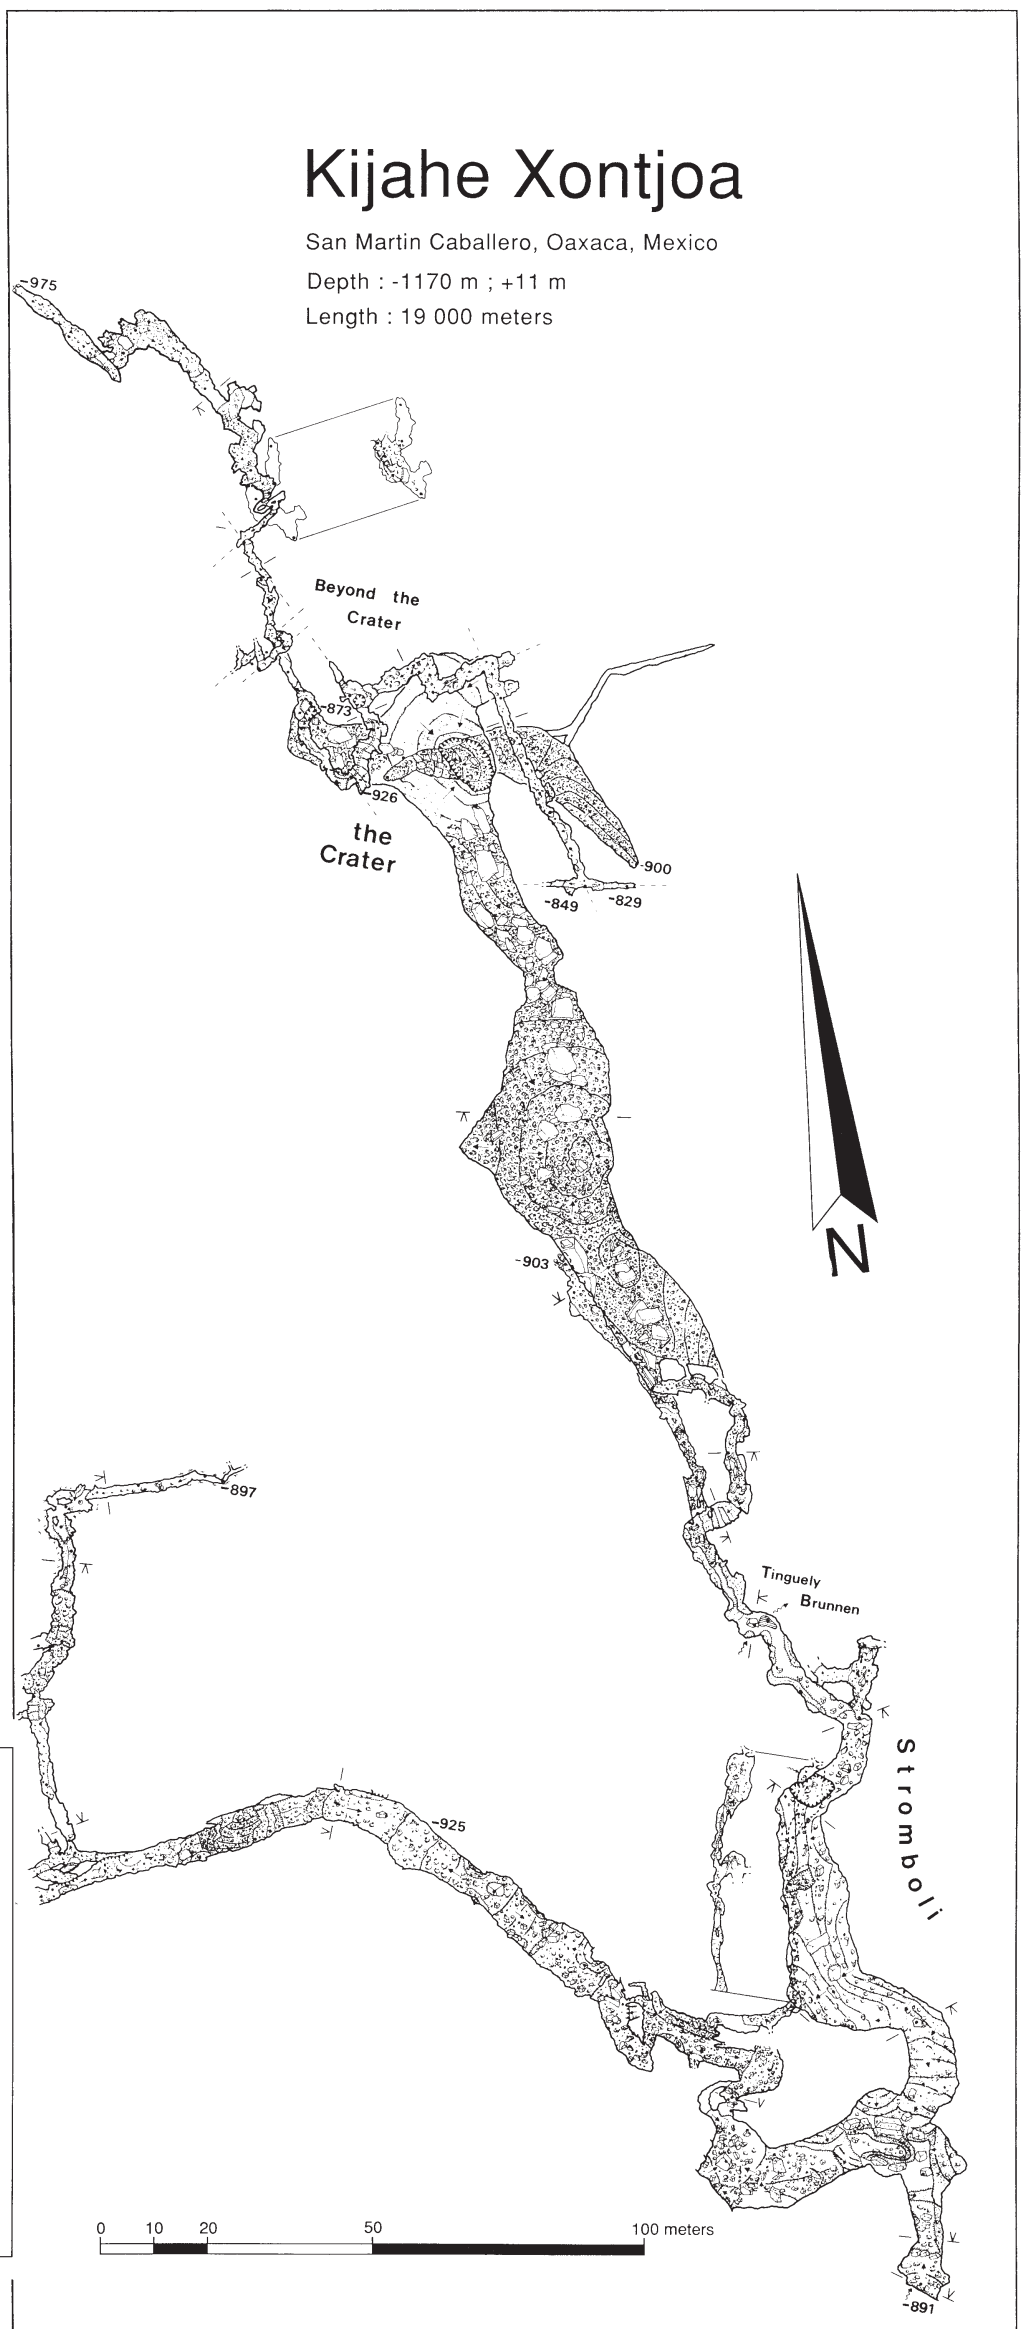 Kijahe Xontjoa
San Martin Caballero, Oaxaca, Mexico
Depth : -1170 m ; +11 m
Length : 19 000 meters
-975
Beyond the
Crater
-873
-926
the
Crater
-900
-849
-829
N
-903
-897
Tinguely
Brunnen
Stromboli
-925
0 10 20 50 100 meters
-891